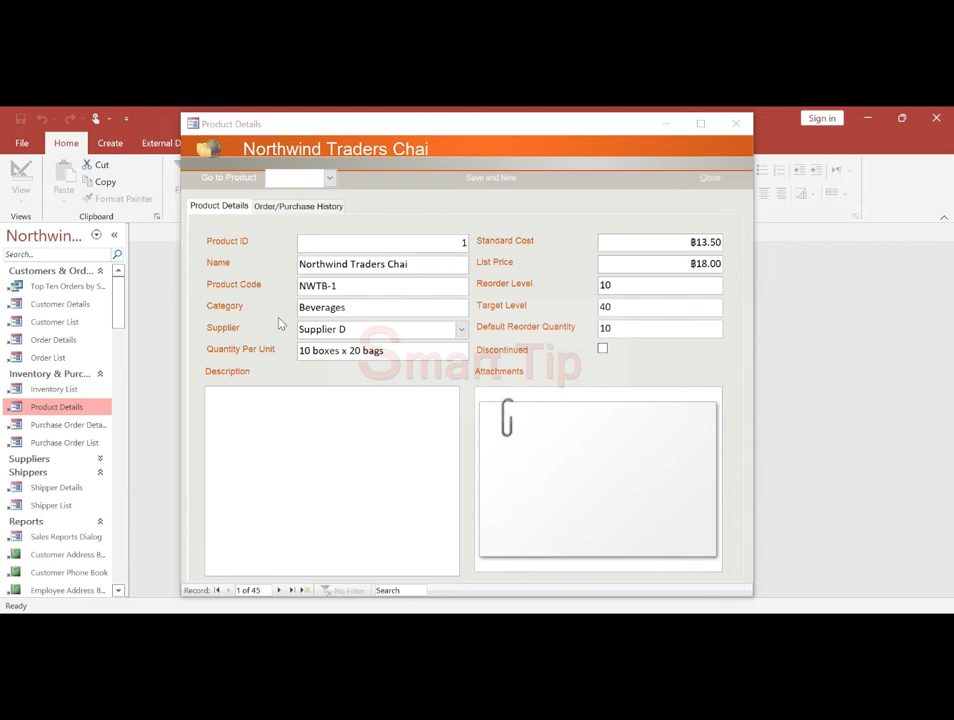 Product Details
Sign in
File
Home
Create
External D
Northwind Traders Chai
View
Paste
Cut
Copy
Format Painter
Go to Product
Save and New
Close
Views
Clipboard
Product Details
Order/Purchase History
Northwin...
Search...
Customers & Ord...
Top Ten Orders by S...
Customer Details
Customer List
Order Details
Order List
Inventory & Purc...
Inventory List
Product Details
Purchase Order Deta...
Purchase Order List
Suppliers
Shippers
Shipper Details
Shipper List
Reports
Sales Reports Dialog
Customer Address B...
Customer Phone Book
Employee Address B...
Product ID 1
Name Northwind Traders Chai
Product Code NWTB-1
Category Beverages
Supplier Supplier D
Quantity Per Unit 10 boxes x 20 bags
Description
Standard Cost ฿13.50
List Price ฿18.00
Reorder Level 10
Target Level 40
Default Reorder Quantity 10
Discontinued
Attachments
Smart Tip
Record: 1 of 45 No Filter Search
Ready